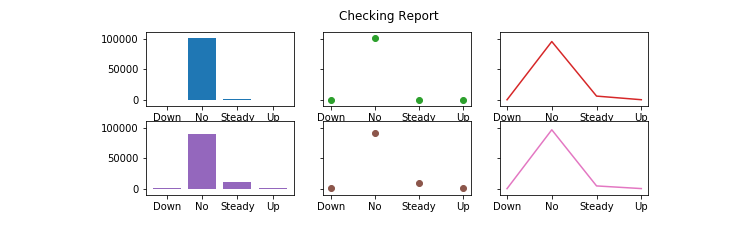 Checking Report
100000
50000
0
Down No Steady Up
Down No Steady Up
Down No Steady Up
100000
50000
0
Down No Steady Up
Down No Steady Up
Down No Steady Up